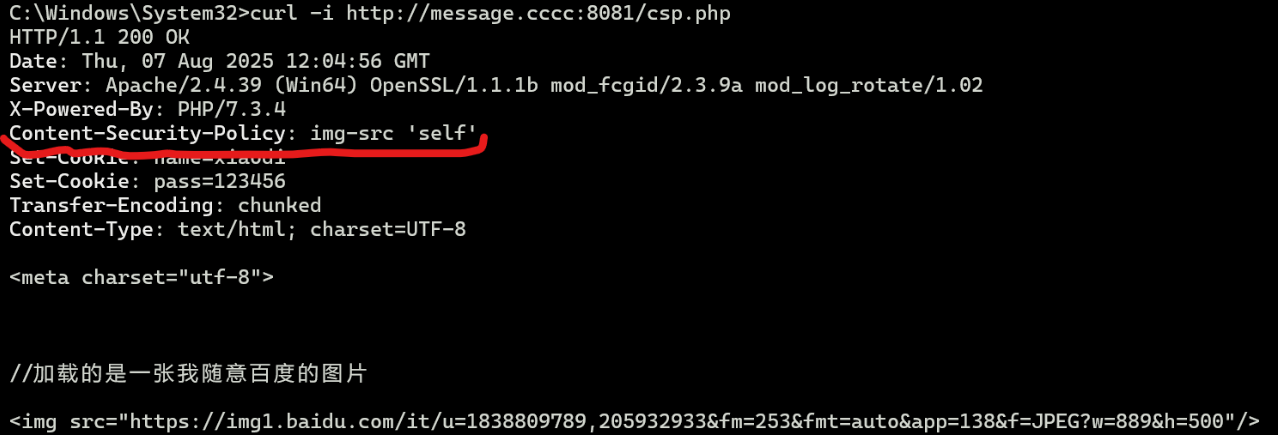 C:\Windows\System32>curl -i http://message.cccc:8081/csp.php
HTTP/1.1 200 OK
Date: Thu, 07 Aug 2025 12:04:56 GMT
Server: Apache/2.4.39 (Win64) OpenSSL/1.1.1b mod_fcgid/2.3.9a mod_log_rotate/1.02
X-Powered-By: PHP/7.3.4
Content-Security-Policy: img-src 'self'
Set-Cookie: name=xiaodi
Set-Cookie: pass=123456
Transfer-Encoding: chunked
Content-Type: text/html; charset=UTF-8
<meta charset="utf-8">
//加载的是一张我随意百度的图片
<img src="https://img1.baidu.com/it/u=1838809789,205932933&fm=253&fmt=auto&app=138&f=JPEG?w=889&h=500"/>